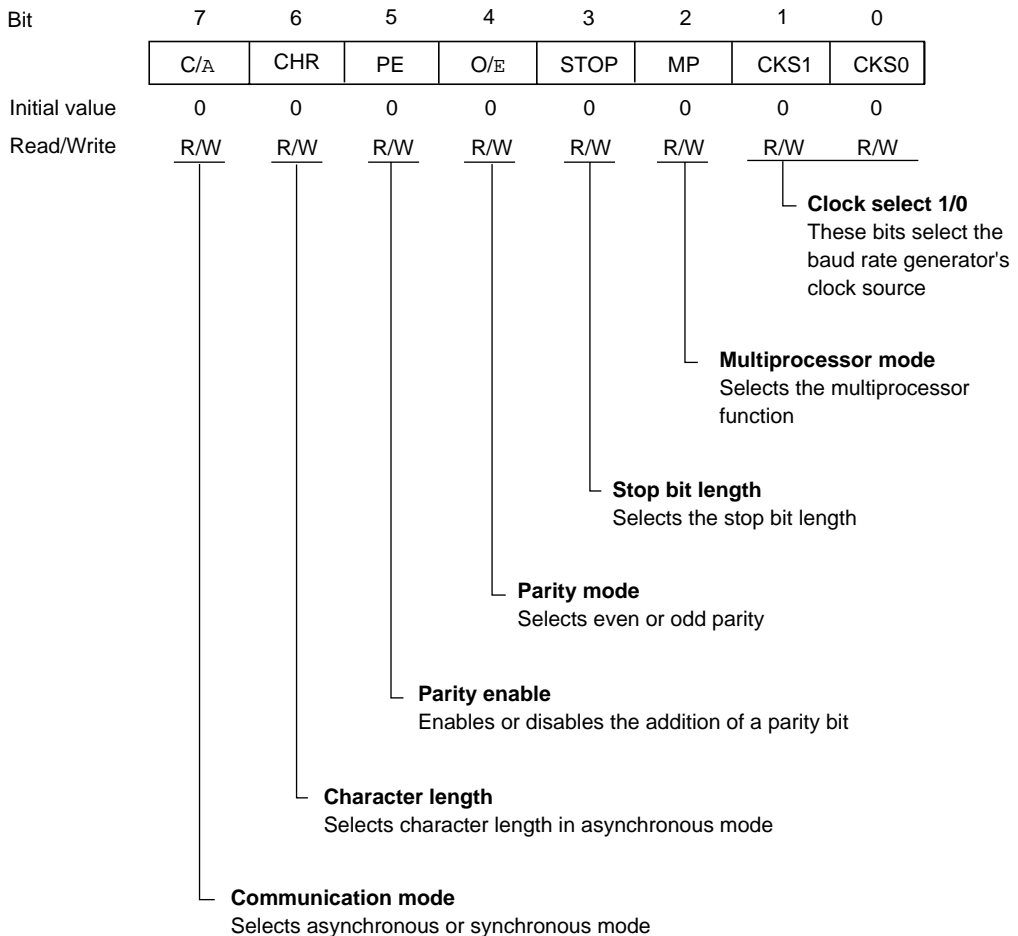 Bit 7 6 5 4 3 2 1 0
C/A CHR PE O/E STOP MP CKS1 CKS0
Initial value 0 0 0 0 0 0 0 0
Read/Write R/W R/W R/W R/W R/W R/W R/W R/W
Clock select 1/0
These bits select the
baud rate generator's
clock source
Multiprocessor mode
Selects the multiprocessor
function
Stop bit length
Selects the stop bit length
Parity mode
Selects even or odd parity
Parity enable
Enables or disables the addition of a parity bit
Character length
Selects character length in asynchronous mode
Communication mode
Selects asynchronous or synchronous mode